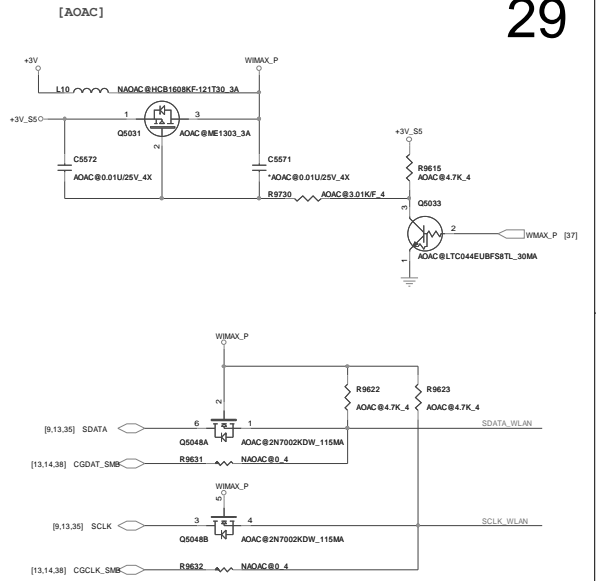 [AOAC]
29
+3V
WIMAX_P
L10
NAOAC@HCB1608KF-121T30_3A
1
3
+3V_S5
Q5031
AOAC@ME1303_3A
2
+3V_S5
C5572
AOAC@0.01U/25V_4X
C5571
*AOAC@0.01U/25V_4X
R9615
AOAC@4.7K_4
R9730
AOAC@3.01K/F_4
Q5033
3
2
WMAX_P [37]
1
AOAC@LTC044EUBFS8TL_30MA
WIMAX_P
R9622
R9623
2
AOAC@4.7K_4
AOAC@4.7K_4
[9,13,35] SDATA
6
1
SDATA_WLAN
Q5048A
AOAC@2N7002KDW_115MA
[13,14,38] CGDAT_SMB
R9631
NAOAC@0_4
WIMAX_P
5
[9,13,35] SCLK
3
4
SCLK_WLAN
Q5048B
AOAC@2N7002KDW_115MA
[13,14,38] CGCLK_SMB
R9632
NAOAC@0_4